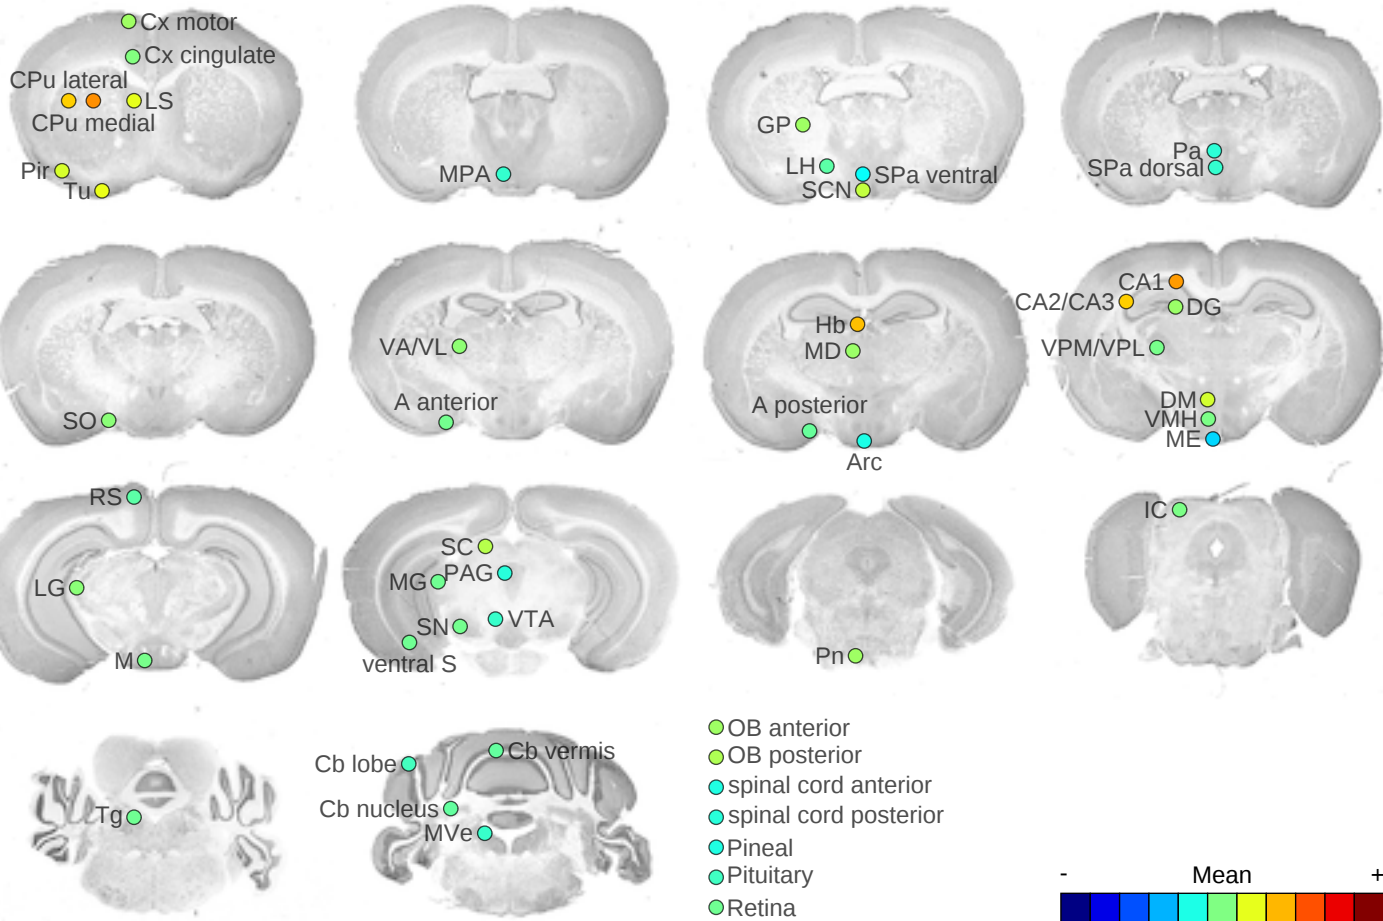 Cx motor
Cx cingulate
CPu lateral
LS
CPu medial
Pir
Tu
MPA
GP
LH
SPa ventral
SCN
Pa
SPa dorsal
SO
VA/VL
A anterior
Hb
MD
A posterior
Arc
CA1
CA2/CA3
DG
VPM/VPL
DM
VMH
ME
RS
LG
M
SC
PAG
MG
VTA
SN
ventral S
Pn
IC
Tg
Cb vermis
Cb lobe
Cb nucleus
MVe
OB anterior
OB posterior
spinal cord anterior
spinal cord posterior
Pineal
Pituitary
Retina
- Mean +